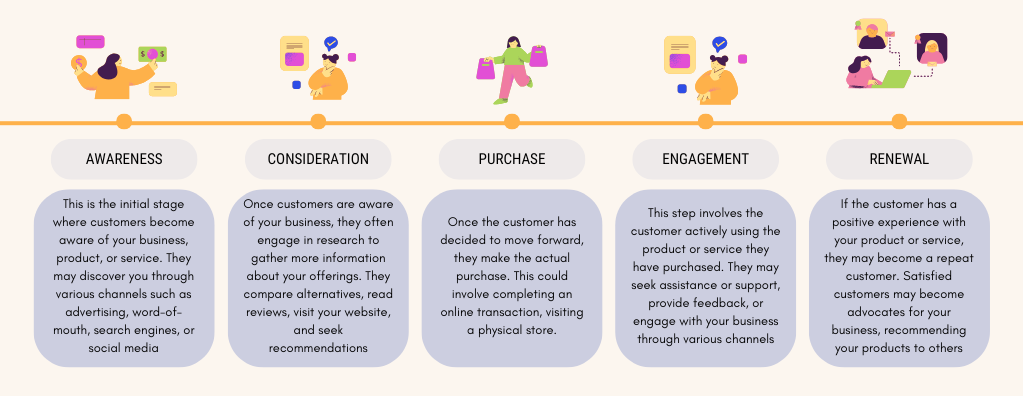 AWARENESS
This is the initial stage
where customers become
aware of your business,
product, or service. They
may discover you through
various channels such as
advertising, word-of-
mouth, search engines, or
social media
CONSIDERATION
Once customers are aware
of your business, they often
engage in research to
gather more information
about your offerings. They
compare alternatives, read
reviews, visit your website,
and seek
recommendations
PURCHASE
Once the customer has
decided to move forward,
they make the actual
purchase. This could
involve completing an
online transaction, visiting
a physical store.
ENGAGEMENT
This step involves the
customer actively using the
product or service they
have purchased. They may
seek assistance or support,
provide feedback, or
engage with your business
through various channels
RENEWAL
If the customer has a
positive experience with
your product or service,
they may become a repeat
customer. Satisfied
customers may become
advocates for your
business, recommending
your products to others